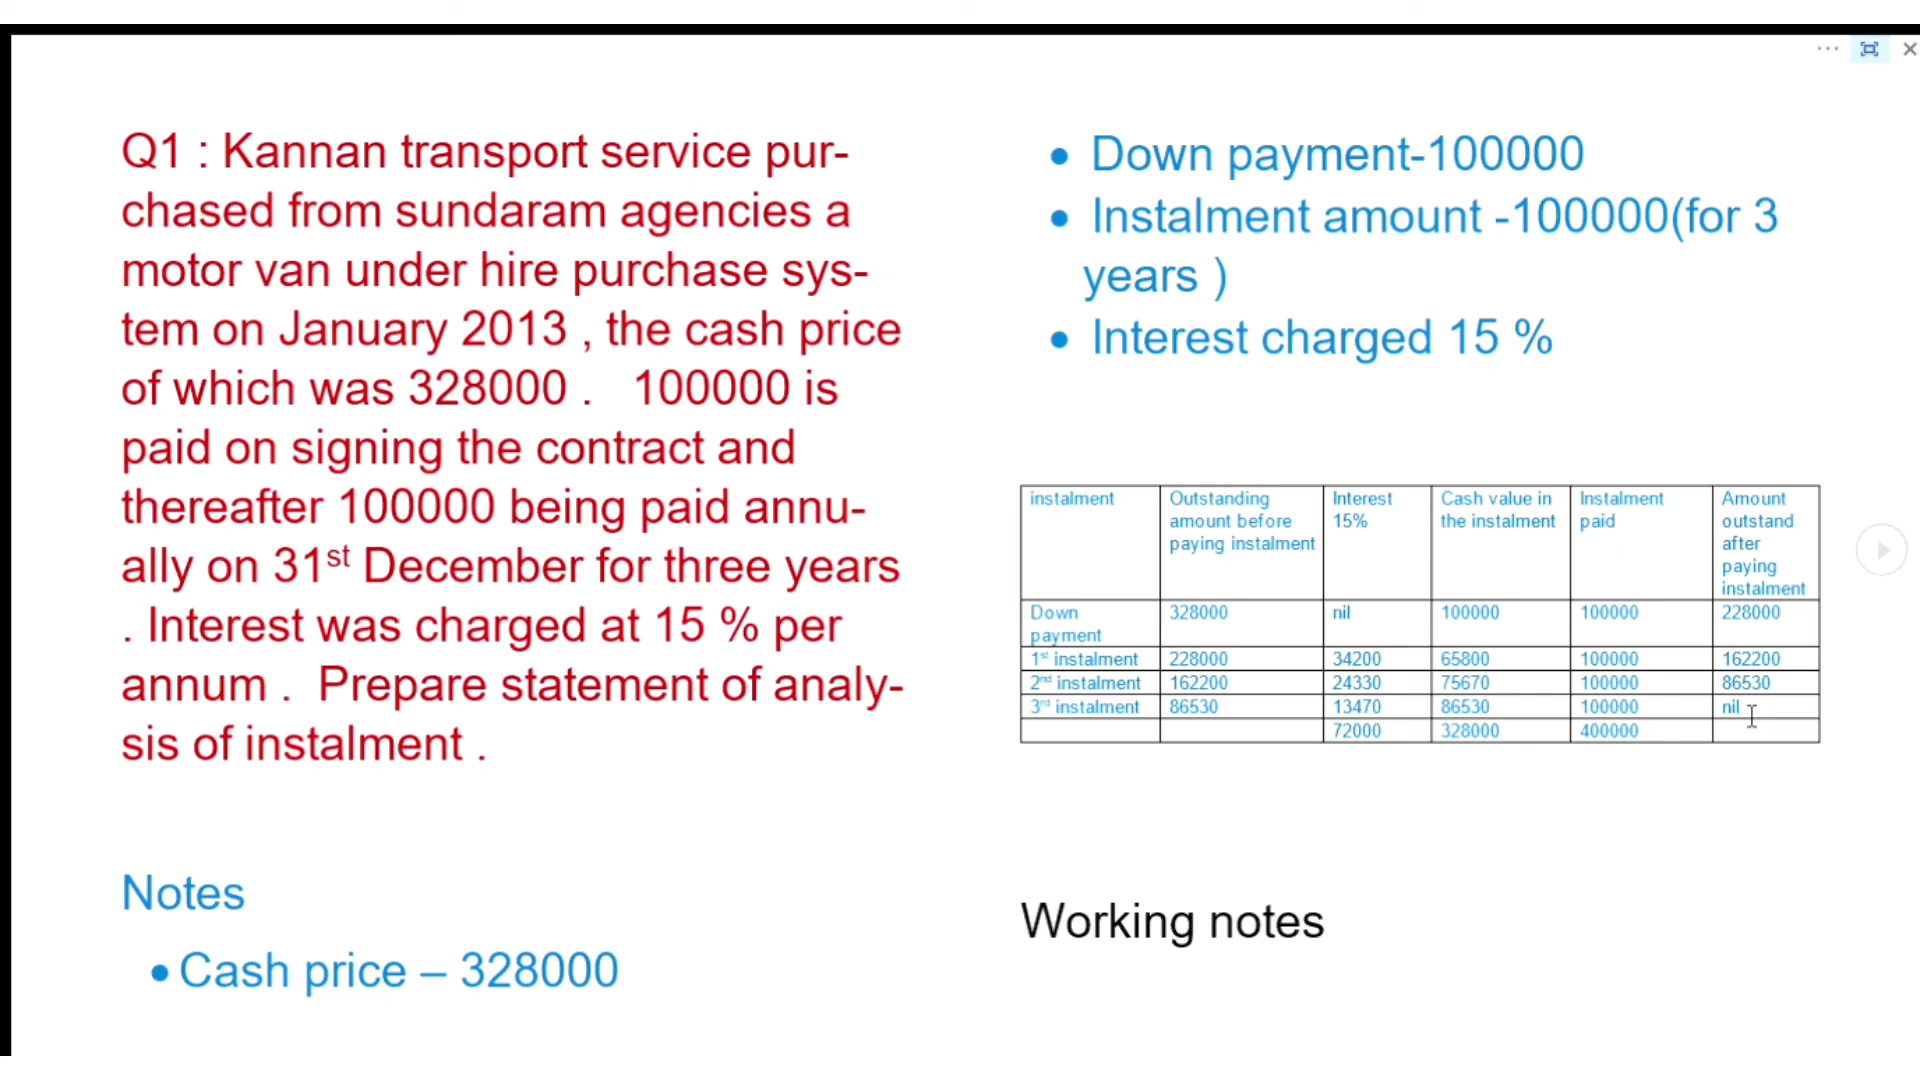 Q1 : Kannan transport service pur-
chased from sundaram agencies a
motor van under hire purchase sys-
tem on January 2013 , the cash price
of which was 328000 .   100000 is
paid on signing the contract and
thereafter 100000 being paid annu-
ally on 31st December for three years
. Interest was charged at 15 % per
annum .  Prepare statement of analy-
sis of instalment .
Notes
• Cash price – 328000
• Down payment-100000
• Instalment amount -100000(for 3
years )
• Interest charged 15 %
instalment | Outstanding amount before paying instalment | Interest 15% | Cash value in the instalment | Instalment paid | Amount outstand after paying instalment
Down payment | 328000 | nil | 100000 | 100000 | 228000
1st instalment | 228000 | 34200 | 65800 | 100000 | 162200
2nd instalment | 162200 | 24330 | 75670 | 100000 | 86530
3rd instalment | 86530 | 13470 | 86530 | 100000 | nil
72000 | 328000 | 400000
Working notes